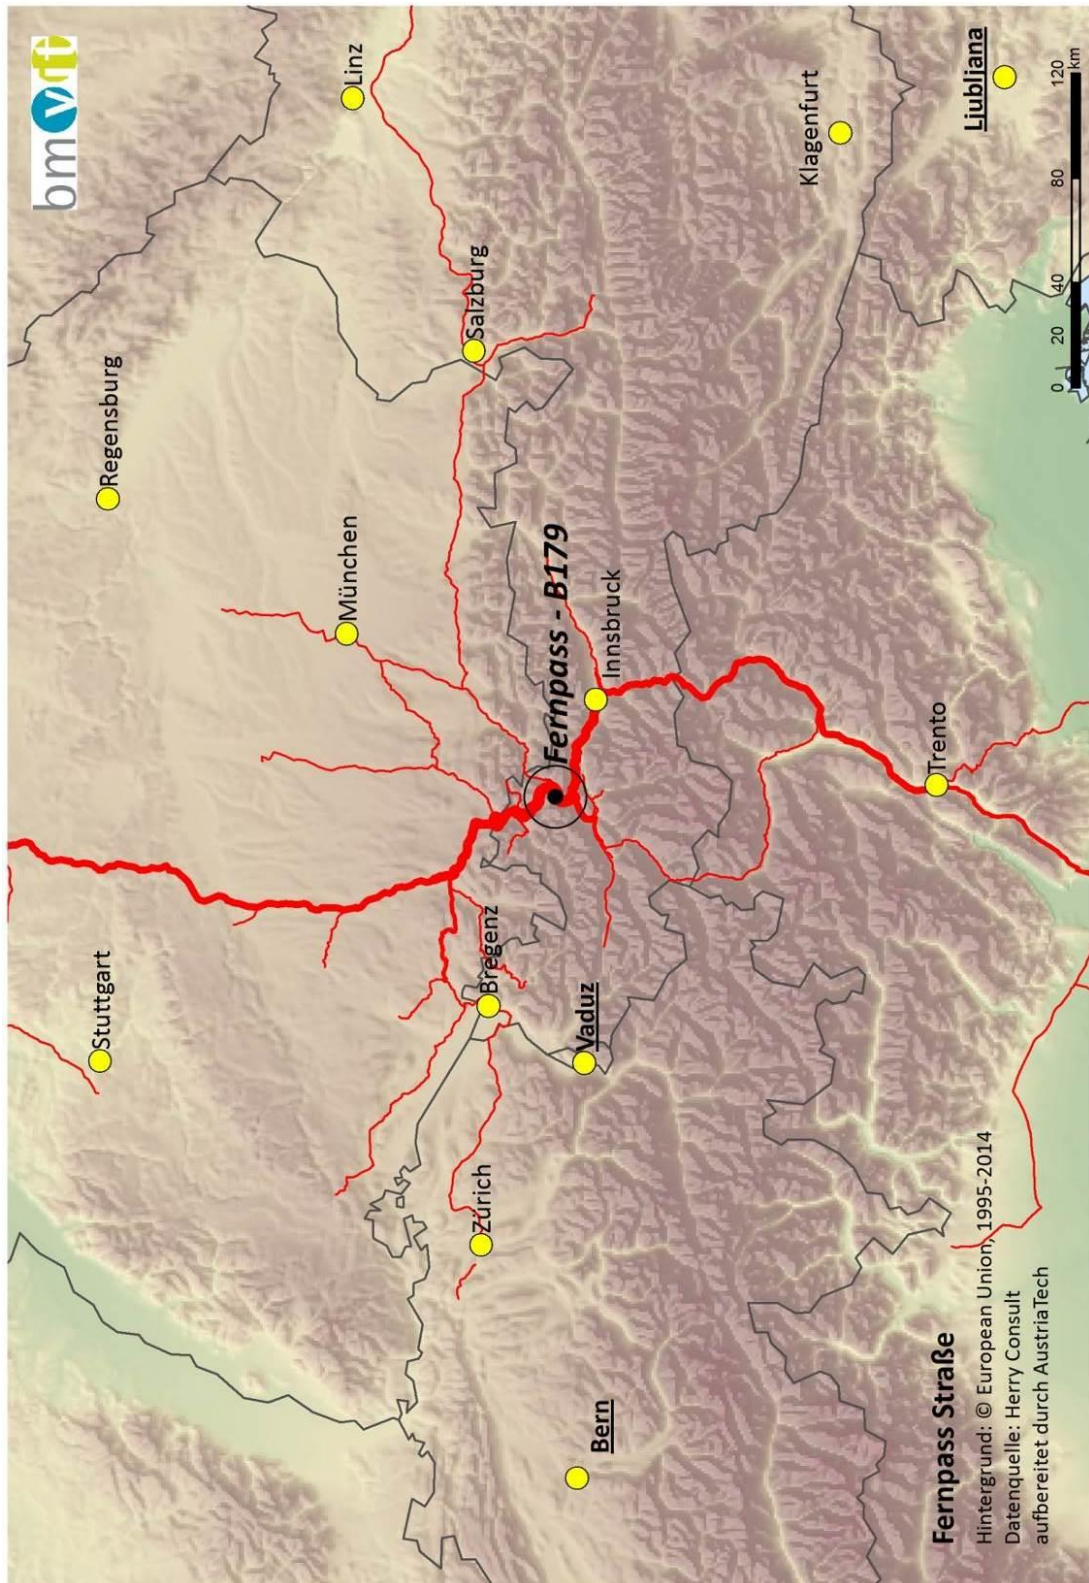 bmvit
Linz
Regensburg
Salzburg
München
Stuttgart
Fernpass - B179
Innsbruck
Bregenz
Zürich
Vaduz
Bern
Klagenfurt
Ljubljana
Trento
0 20 40 80 120 km
Fernpass Straße
Hintergrund: © European Union, 1995-2014
Datenquelle: Herry Consult
aufbereitet durch AustriaTech